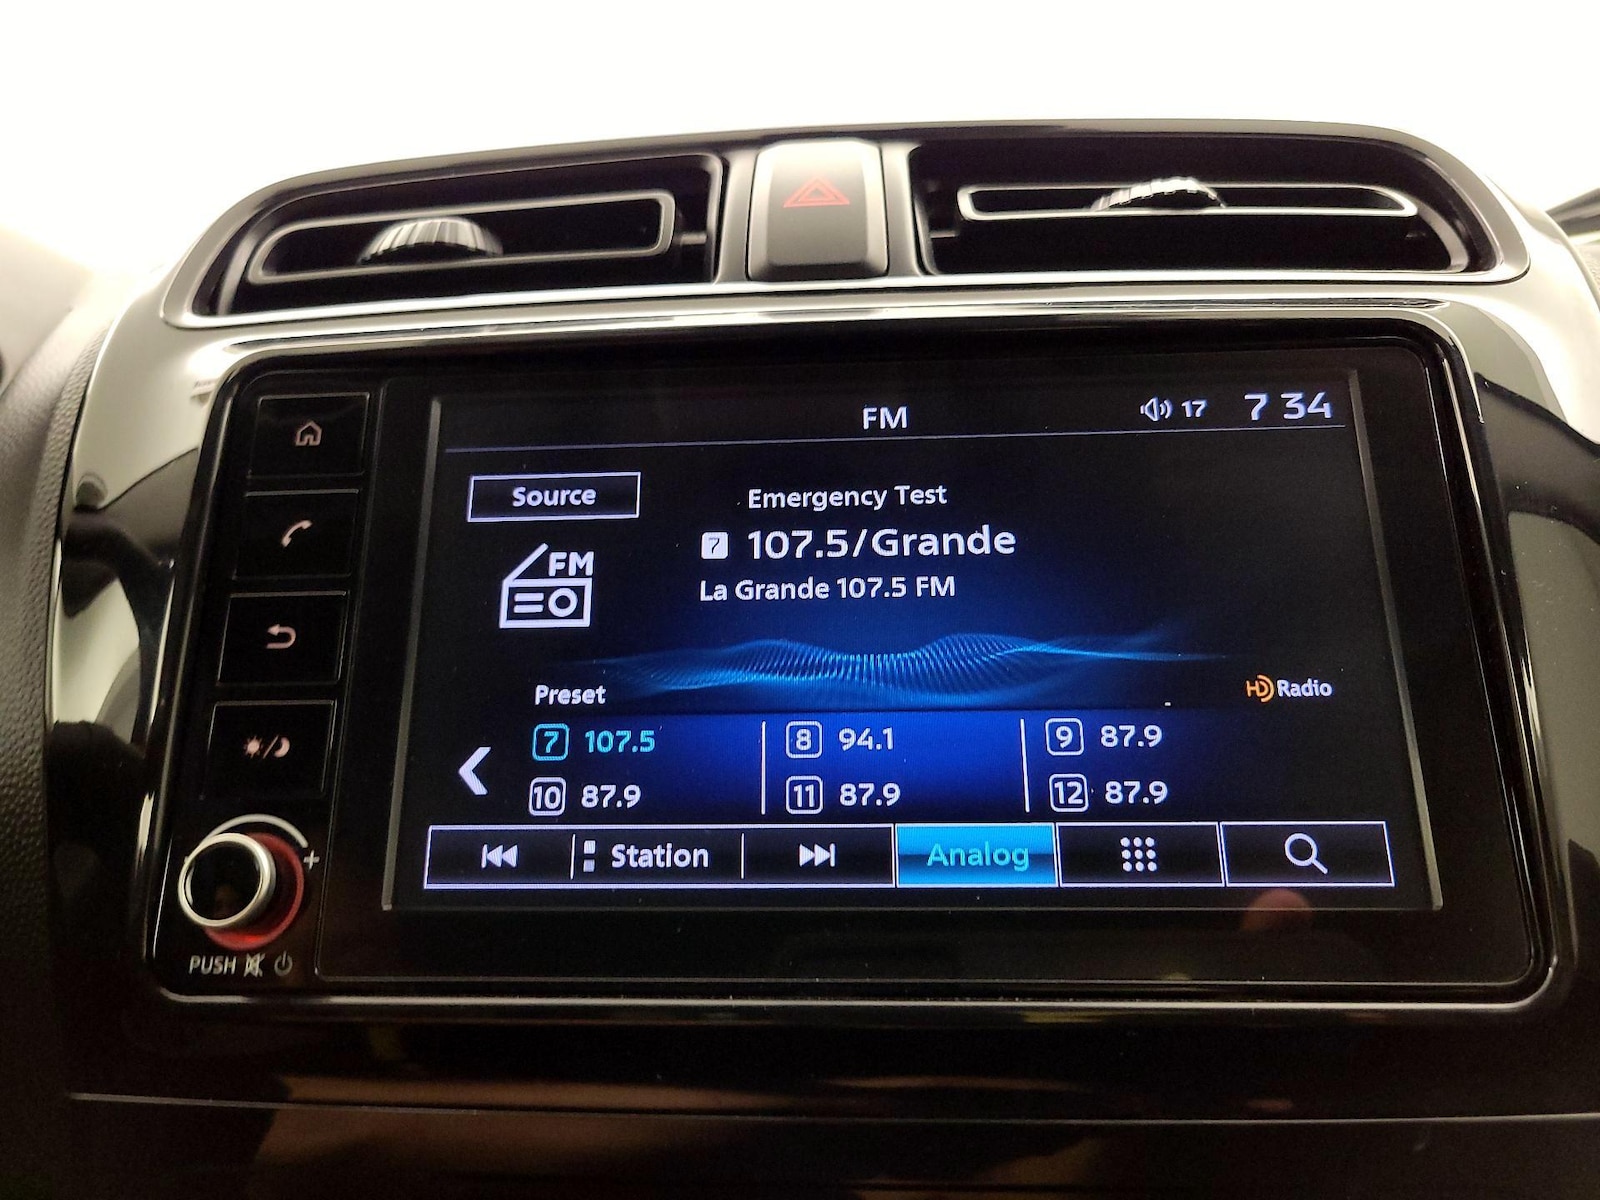 FM 17 7 34
Source
Emergency Test
7 107.5/Grande
La Grande 107.5 FM
FM
Preset
HD Radio
7 107.5 8 94.1 9 87.9
10 87.9 11 87.9 12 87.9
Station Analog
+
PUSH